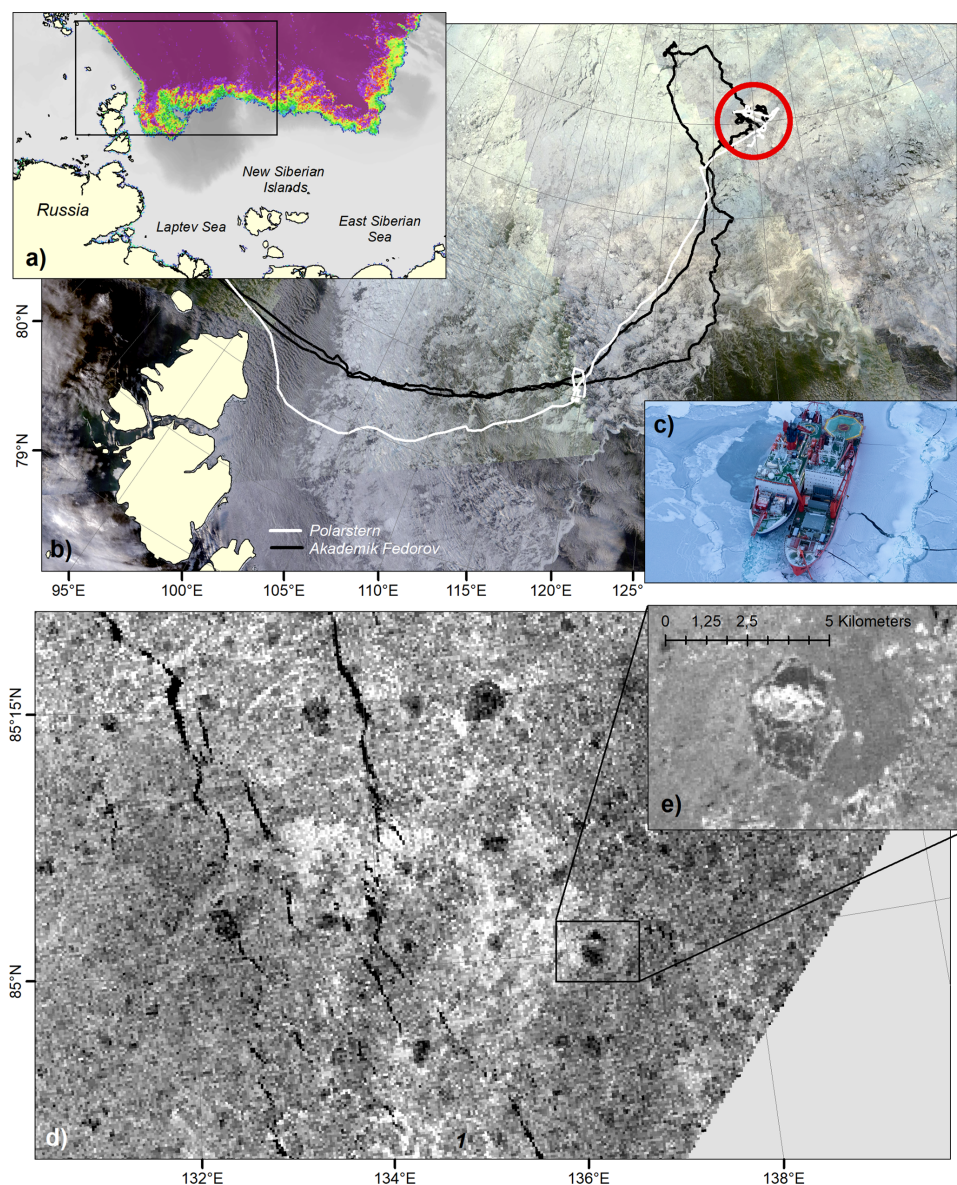 New Siberian
Islands
Russia
Laptev Sea
East Siberian
Sea
a)
80°N
79°N
c)
Polarstern
Akademik Fedorov
b)
95°E
100°E
105°E
110°E
115°E
120°E
125°
0
1,25
2,5
5 Kilometers
85°15'N
e)
85°N
d)
1
132°E
134°E
136°E
138°E